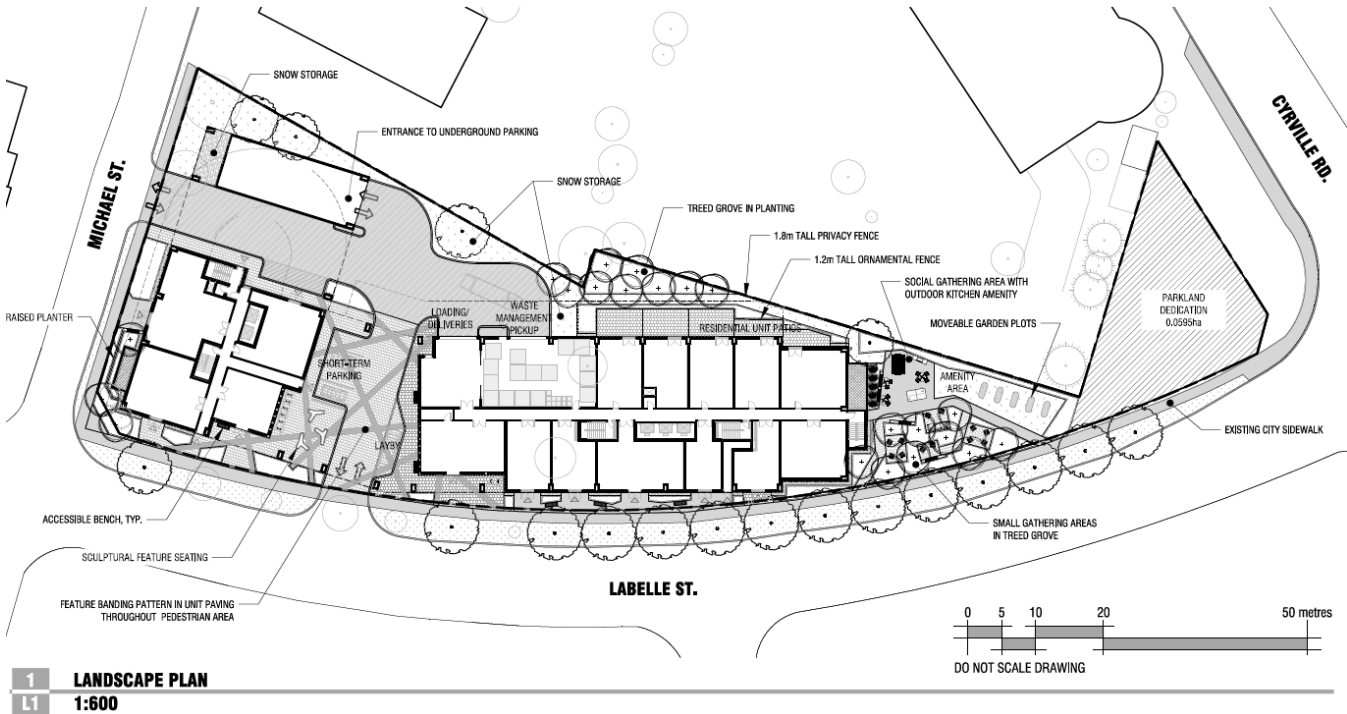 SNOW STORAGE
ENTRANCE TO UNDERGROUND PARKING
SNOW STORAGE
TREED GROVE IN PLANTING
1.8m TALL PRIVACY FENCE
1.2m TALL ORNAMENTAL FENCE
SOCIAL GATHERING AREA WITH
OUTDOOR KITCHEN AMENITY
MOVEABLE GARDEN PLOTS
CYRVILLE RD.
MICHAEL ST.
PARKLAND
DEDICATION
0.0595ha
RAISED PLANTER
LOADING/
DELIVERIES
WASTE
MANAGEMENT
PICKUP
RESIDENTIAL UNIT PATIOS
SHORT-TERM
PARKING
AMENITY
AREA
LAYBY
EXISTING CITY SIDEWALK
ACCESSIBLE BENCH, TYP.
SCULPTURAL FEATURE SEATING
FEATURE BANDING PATTERN IN UNIT PAVING
THROUGHOUT PEDESTRIAN AREA
SMALL GATHERING AREAS
IN TREED GROVE
LABELLE ST.
0 5 10 20 50 metres
DO NOT SCALE DRAWING
1 LANDSCAPE PLAN
L1 1:600